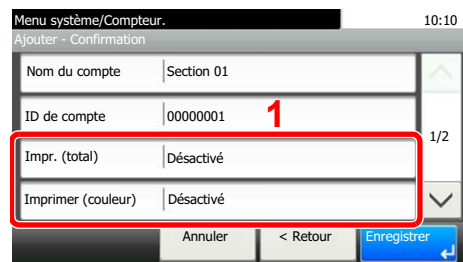 Menu système/Compteur. 10:10
Ajouter - Confirmation
Nom du compte Section 01
ID de compte 00000001 1
1/2
Impr. (total) Désactivé
Imprimer (couleur) Désactivé
Annuler < Retour Enregistrer